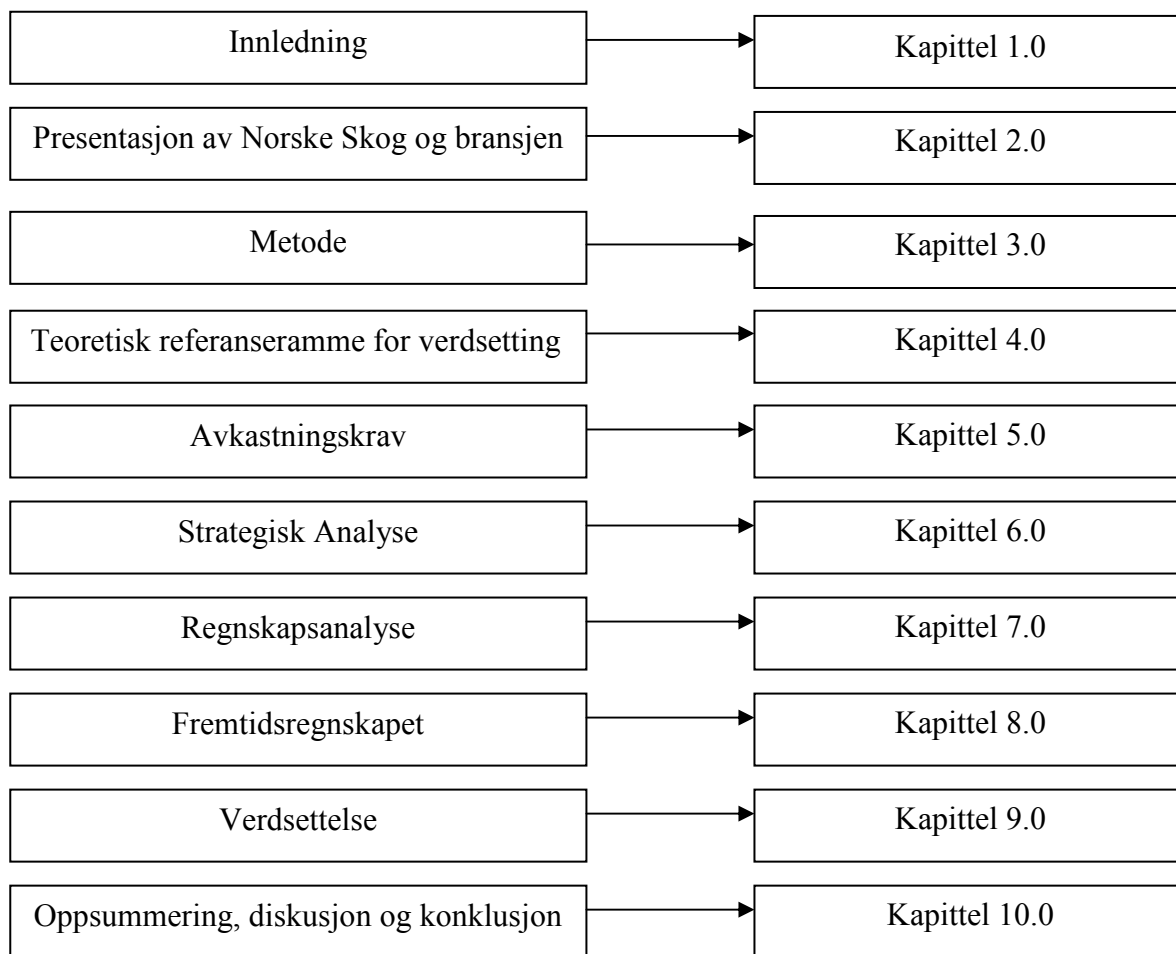 Innledning
Kapittel 1.0
Presentasjon av Norske Skog og bransjen
Kapittel 2.0
Metode
Kapittel 3.0
Teoretisk referanseramme for verdsetting
Kapittel 4.0
Avkastningskrav
Kapittel 5.0
Strategisk Analyse
Kapittel 6.0
Regnskapsanalyse
Kapittel 7.0
Fremtidsregnskapet
Kapittel 8.0
Verdsettelse
Kapittel 9.0
Oppsummering, diskusjon og konklusjon
Kapittel 10.0